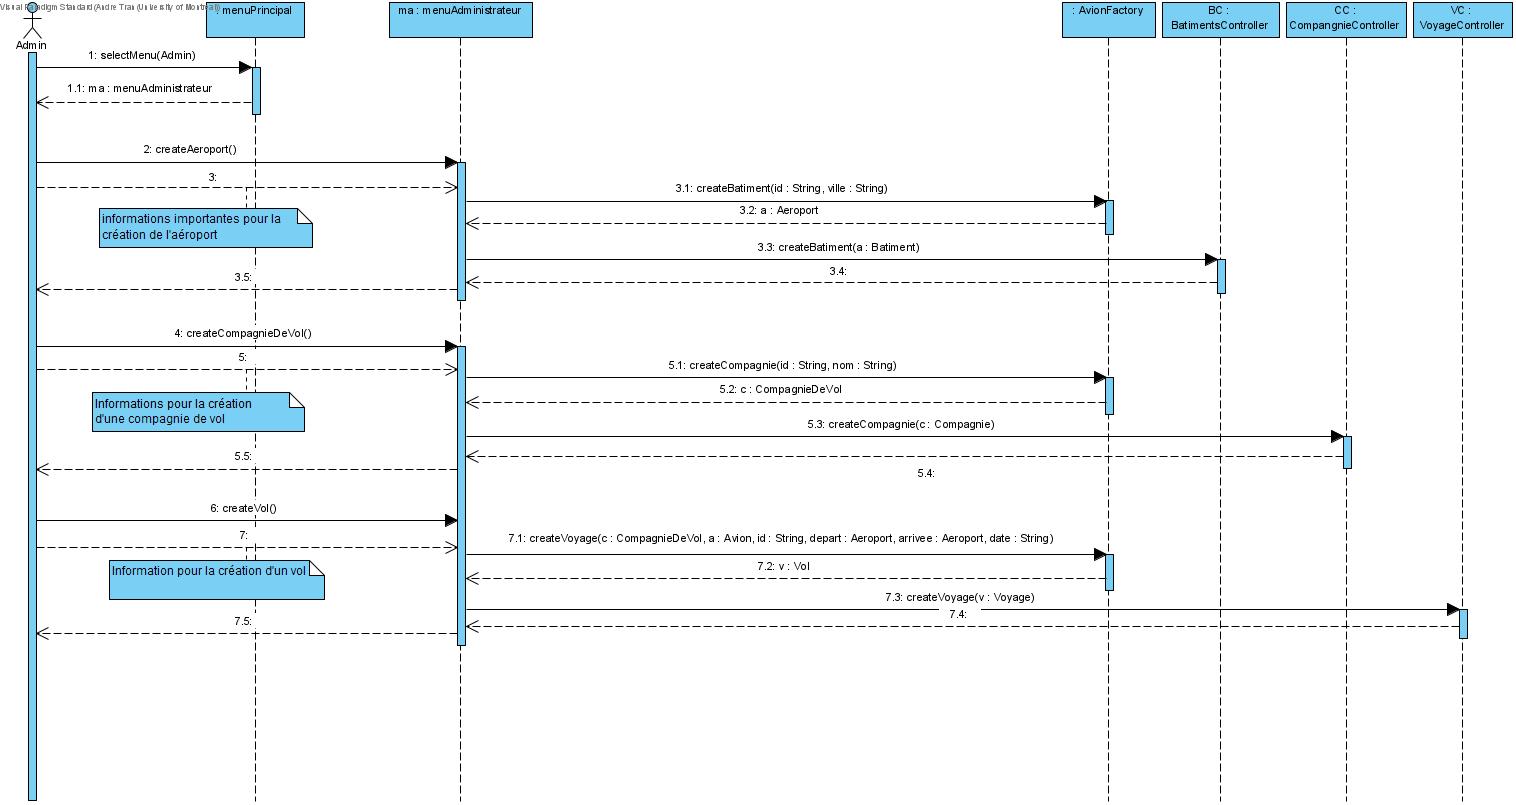 Visual Paradigm Standard (Andre Tran (University of Montreal))
: menuPrincipal
ma : menuAdministrateur
: AvionFactory
BC :
BatimentsController
CC :
CompangnieController
VC :
VoyageController
Admin
1: selectMenu(Admin)
1.1: ma : menuAdministrateur
2: createAeroport()
3:
3.1: createBatiment(id : String, ville : String)
3.2: a : Aeroport
informations importantes pour la
création de l'aéroport
3.3: createBatiment(a : Batiment)
3.4:
3.5:
4: createCompagnieDeVol()
5:
5.1: createCompagnie(id : String, nom : String)
5.2: c : CompagnieDeVol
Informations pour la création
d'une compagnie de vol
5.3: createCompagnie(c : Compagnie)
5.5:
5.4:
6: createVol()
7:
7.1: createVoyage(c : CompagnieDeVol, a : Avion, id : String, depart : Aeroport, arrivee : Aeroport, date : String)
7.2: v : Vol
Information pour la création d'un vol
7.3: createVoyage(v : Voyage)
7.4:
7.5: